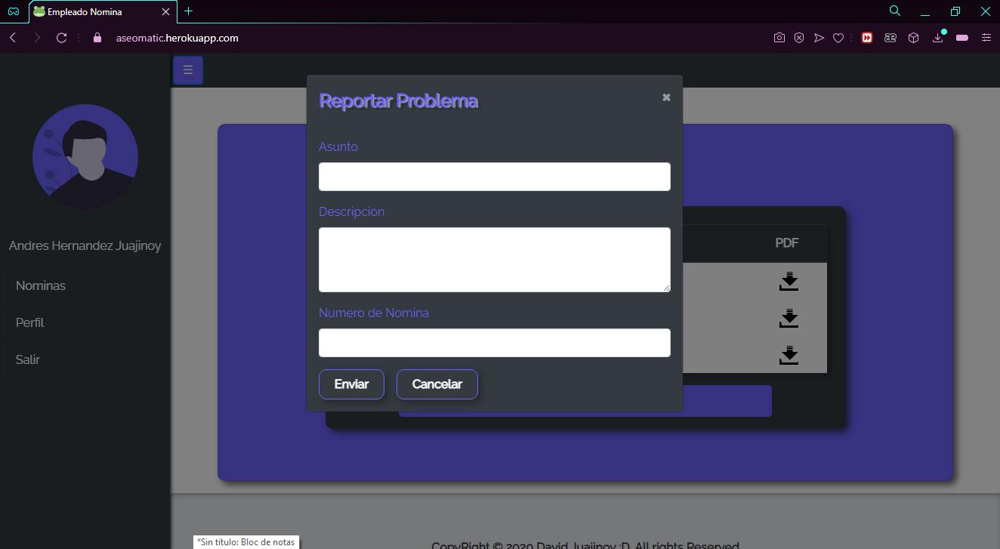 Empleado Nomina
aseomatic.herokuapp.com
Reportar Problema
Asunto
Descripcion
Numero de Nomina
Enviar
Cancelar
Andres Hernandez Juajinoy
Nominas
Perfil
Salir
PDF
*Sin título: Bloc de notas
CopyRight © 2020 David Juajinoy :D. All rights Reserved